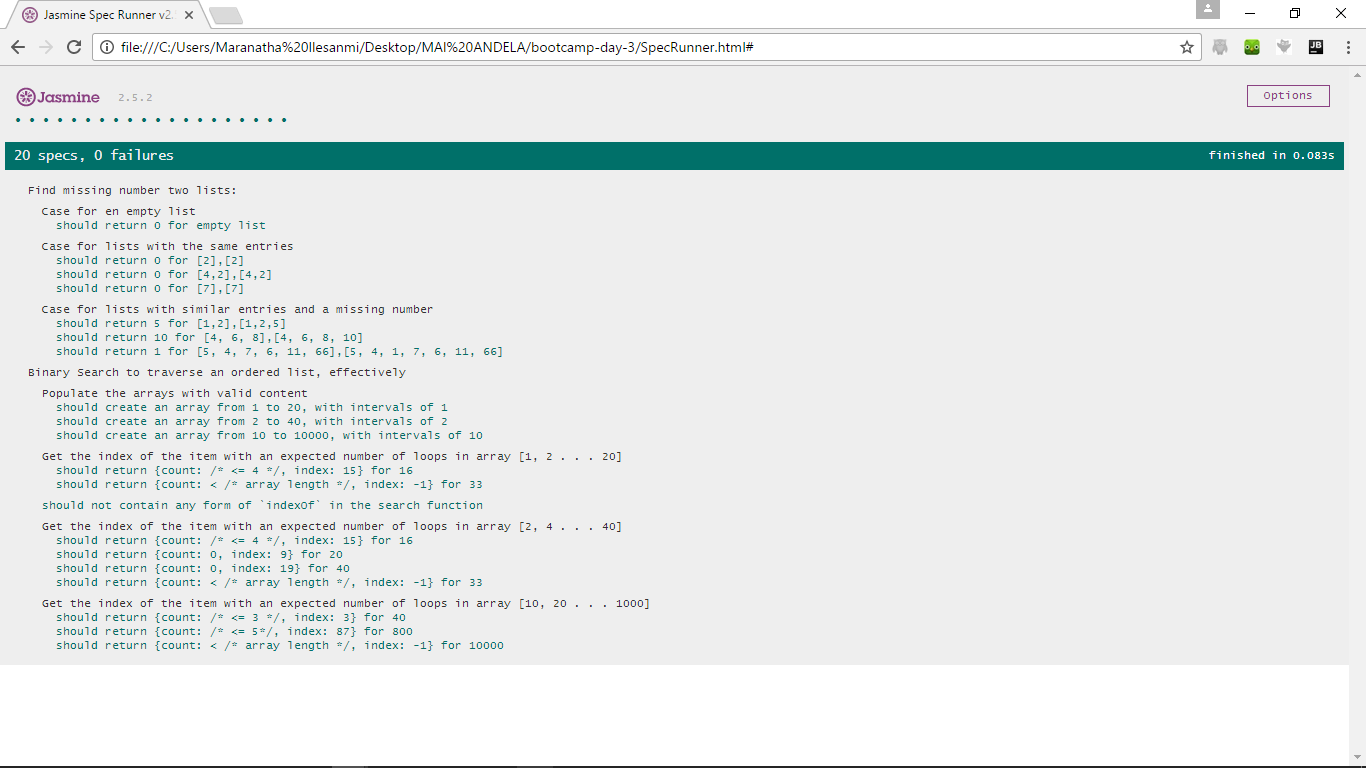 Jasmine Spec Runner v2.
file:///C:/Users/Maranatha%20Ilesanmi/Desktop/MAI%20ANDELA/bootcamp-day-3/SpecRunner.html#
JB
Jasmine 2.5.2
Options
20 specs, 0 failures
finished in 0.083s
Find missing number two lists:
Case for en empty list
should return 0 for empty list
Case for lists with the same entries
should return 0 for [2],[2]
should return 0 for [4,2],[4,2]
should return 0 for [7],[7]
Case for lists with similar entries and a missing number
should return 5 for [1,2],[1,2,5]
should return 10 for [4, 6, 8],[4, 6, 8, 10]
should return 1 for [5, 4, 7, 6, 11, 66],[5, 4, 1, 7, 6, 11, 66]
Binary Search to traverse an ordered list, effectively
Populate the arrays with valid content
should create an array from 1 to 20, with intervals of 1
should create an array from 2 to 40, with intervals of 2
should create an array from 10 to 10000, with intervals of 10
Get the index of the item with an expected number of loops in array [1, 2 . . . 20]
should return {count: /* <= 4 */, index: 15} for 16
should return {count: < /* array length */, index: -1} for 33
should not contain any form of `indexOf` in the search function
Get the index of the item with an expected number of loops in array [2, 4 . . . 40]
should return {count: /* <= 4 */, index: 15} for 16
should return {count: 0, index: 9} for 20
should return {count: 0, index: 19} for 40
should return {count: < /* array length */, index: -1} for 33
Get the index of the item with an expected number of loops in array [10, 20 . . . 1000]
should return {count: /* <= 3 */, index: 3} for 40
should return {count: /* <= 5*/, index: 87} for 800
should return {count: < /* array length */, index: -1} for 10000